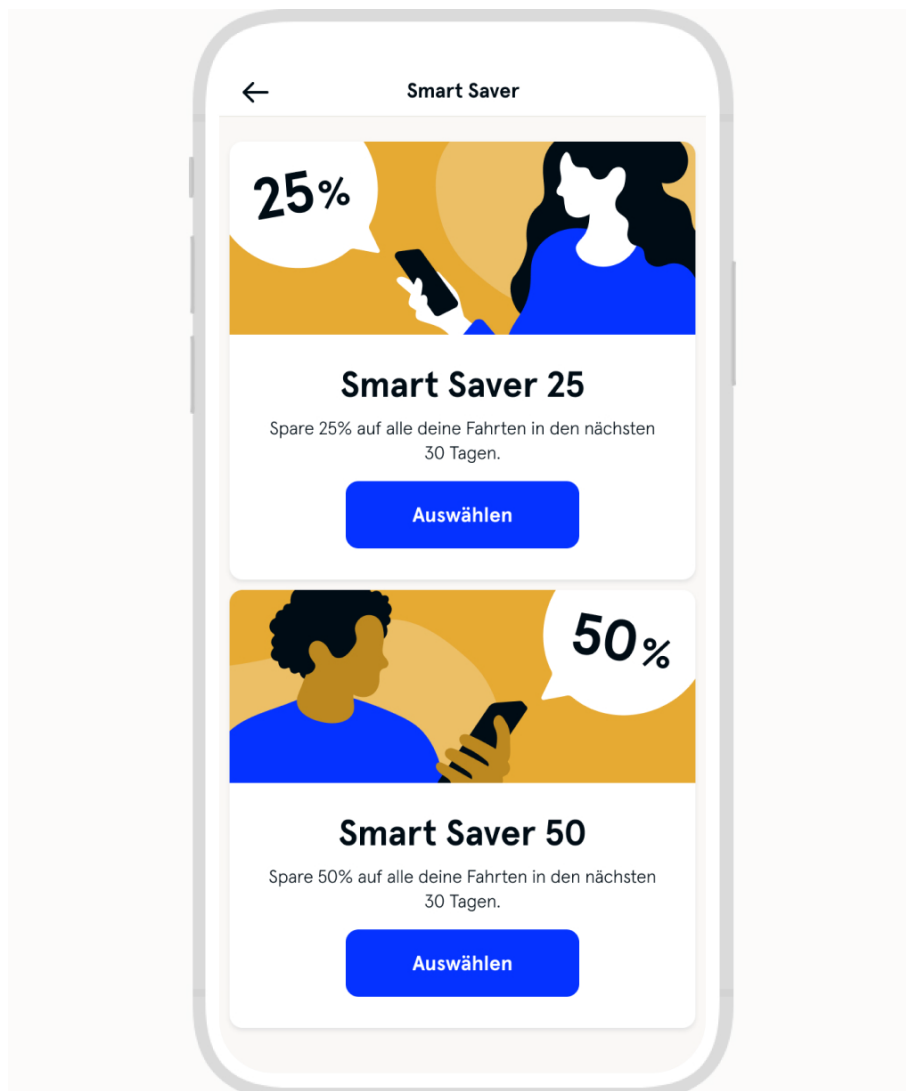 Smart Saver
25%
Smart Saver 25
Spare 25% auf alle deine Fahrten in den nächsten
30 Tagen.
Auswählen
50%
Smart Saver 50
Spare 50% auf alle deine Fahrten in den nächsten
30 Tagen.
Auswählen